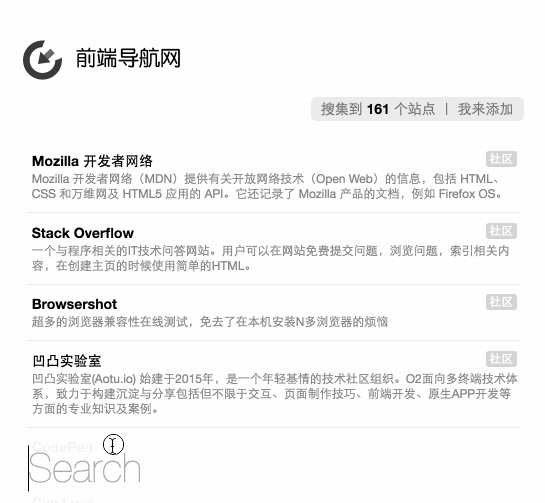 前端导航网
搜集到 161 个站点 | 我来添加
Mozilla 开发者网络 社区
Mozilla 开发者网络（MDN）提供有关开放网络技术（Open Web）的信息，包括 HTML、
CSS 和万维网及 HTML5 应用的 API。它还记录了 Mozilla 产品的文档，例如 Firefox OS。
Stack Overflow 社区
一个与程序相关的IT技术问答网站。用户可以在网站免费提交问题，浏览问题，索引相关内
容，在创建主页的时候使用简单的HTML。
Browsershot 社区
超多的浏览器兼容性在线测试，免去了在本机安装N多浏览器的烦恼
凹凸实验室 社区
凹凸实验室(Aotu.io) 始建于2015年，是一个年轻基情的技术社区组织。O2面向多终端技术体
系，致力于构建沉淀与分享包括但不限于交互、页面制作技巧、前端开发、原生APP开发等
方面的专业知识及案例。
CodePen
Search